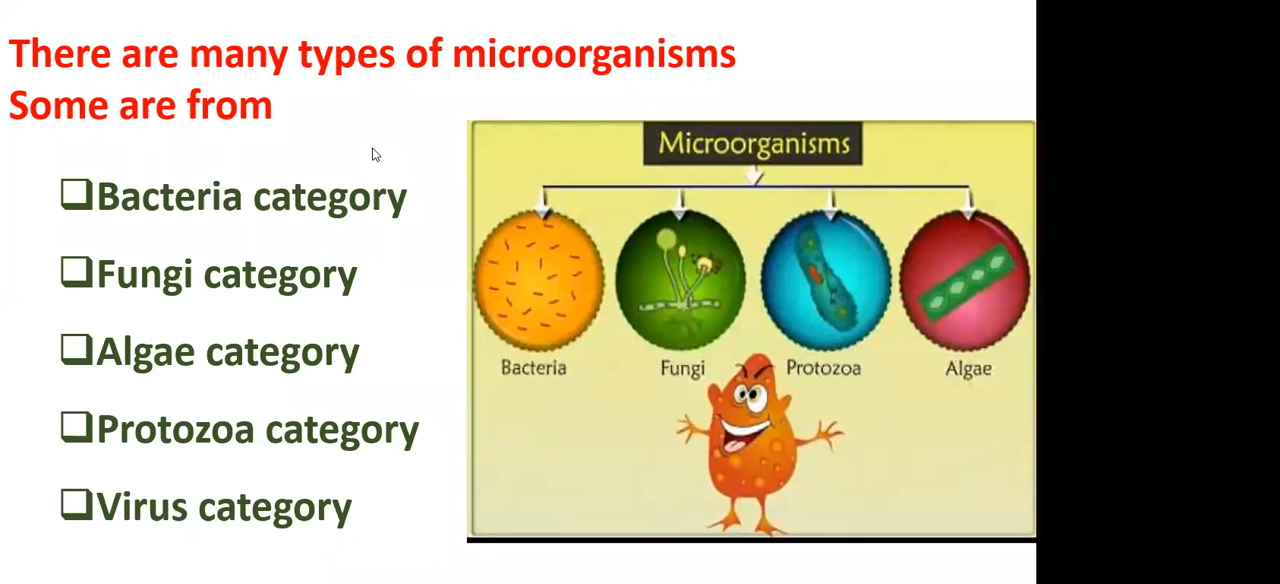 There are many types of microorganisms
Some are from
Bacteria category
Fungi category
Algae category
Protozoa category
Virus category
Microorganisms
Bacteria
Fungi
Protozoa
Algae